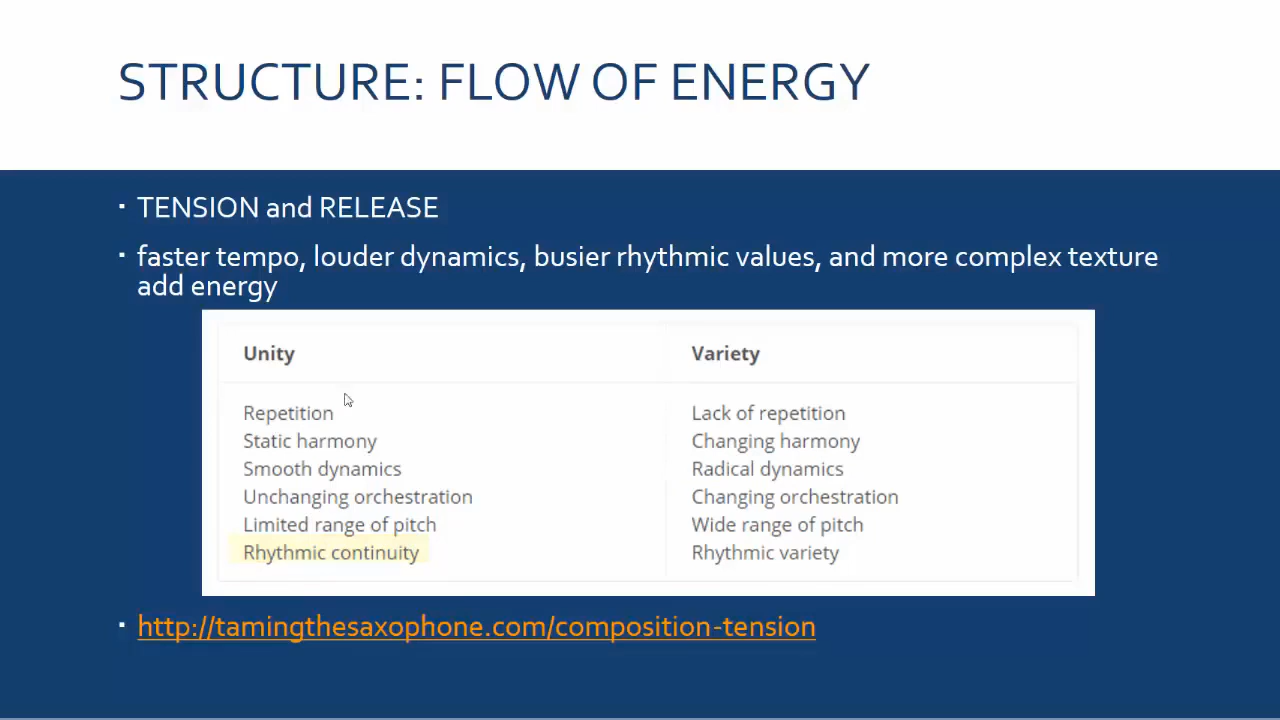 STRUCTURE: FLOW OF ENERGY
▪ TENSION and RELEASE
▪ faster tempo, louder dynamics, busier rhythmic values, and more complex texture
add energy
Unity Variety
Repetition Lack of repetition
Static harmony Changing harmony
Smooth dynamics Radical dynamics
Unchanging orchestration Changing orchestration
Limited range of pitch Wide range of pitch
Rhythmic continuity Rhythmic variety
▪ http://tamingthesaxophone.com/composition-tension